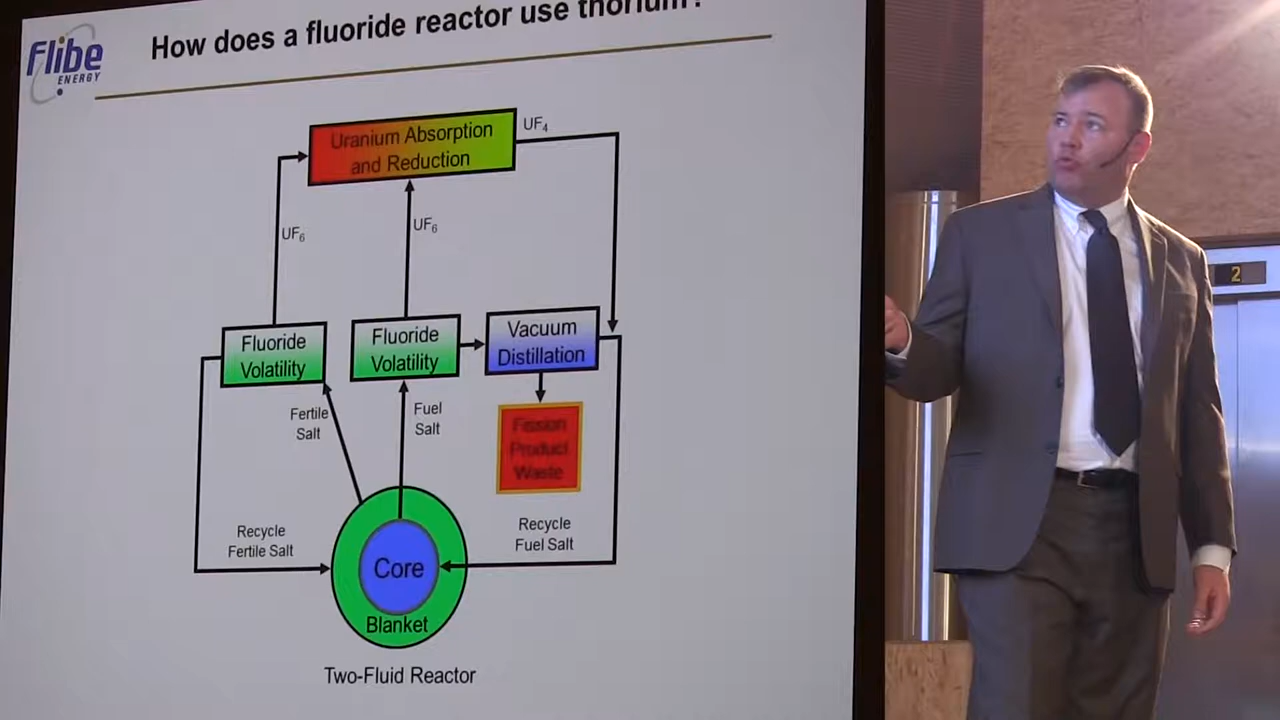 Flibe
ENERGY
How does a fluoride reactor use thorium?
Uranium Absorption
and Reduction
UF4
UF6
UF6
Fluoride
Volatility
Fluoride
Volatility
Vacuum
Distillation
Fertile
Salt
Fuel
Salt
Fission
Product
Waste
Recycle
Fertile Salt
Recycle
Fuel Salt
Core
Blanket
Two-Fluid Reactor
2